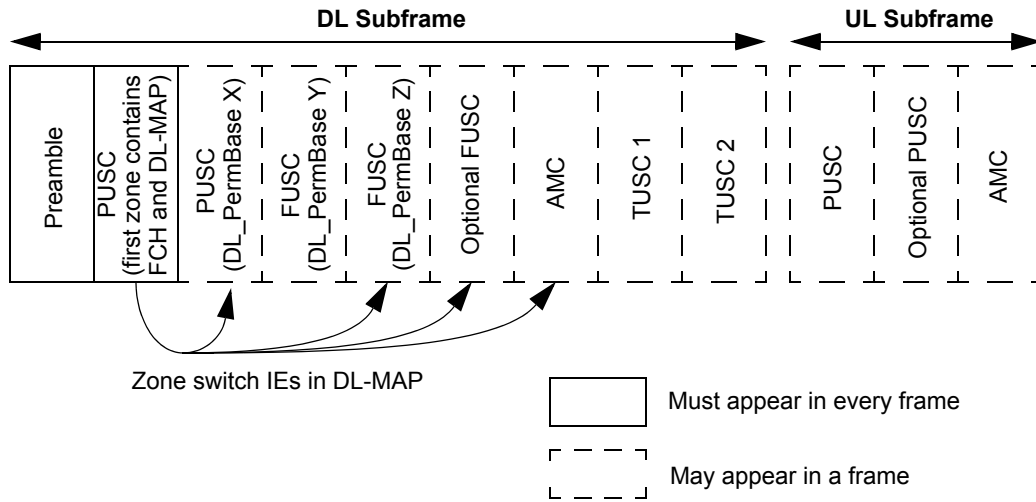 DL Subframe
UL Subframe
Preamble
PUSC
(first zone contains
FCH and DL-MAP)
PUSC
(DL_PermBase X)
FUSC
(DL_PermBase Y)
FUSC
(DL_PermBase Z)
Optional FUSC
AMC
TUSC 1
TUSC 2
PUSC
Optional PUSC
AMC
Zone switch IEs in DL-MAP
Must appear in every frame
May appear in a frame